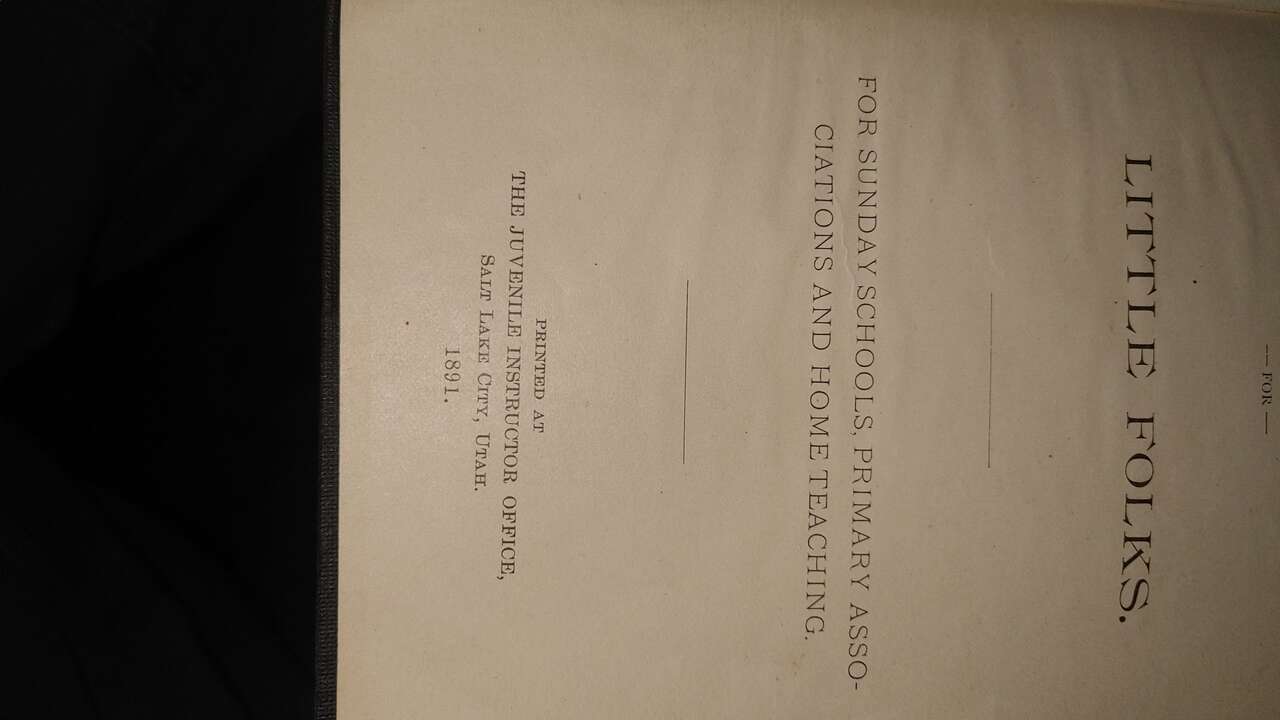 — FOR —
LITTLE FOLKS.
FOR SUNDAY SCHOOLS, PRIMARY ASSO-
CIATIONS AND HOME TEACHING.
PRINTED AT
THE JUVENILE INSTRUCTOR OFFICE,
SALT LAKE CITY, UTAH.
1891.